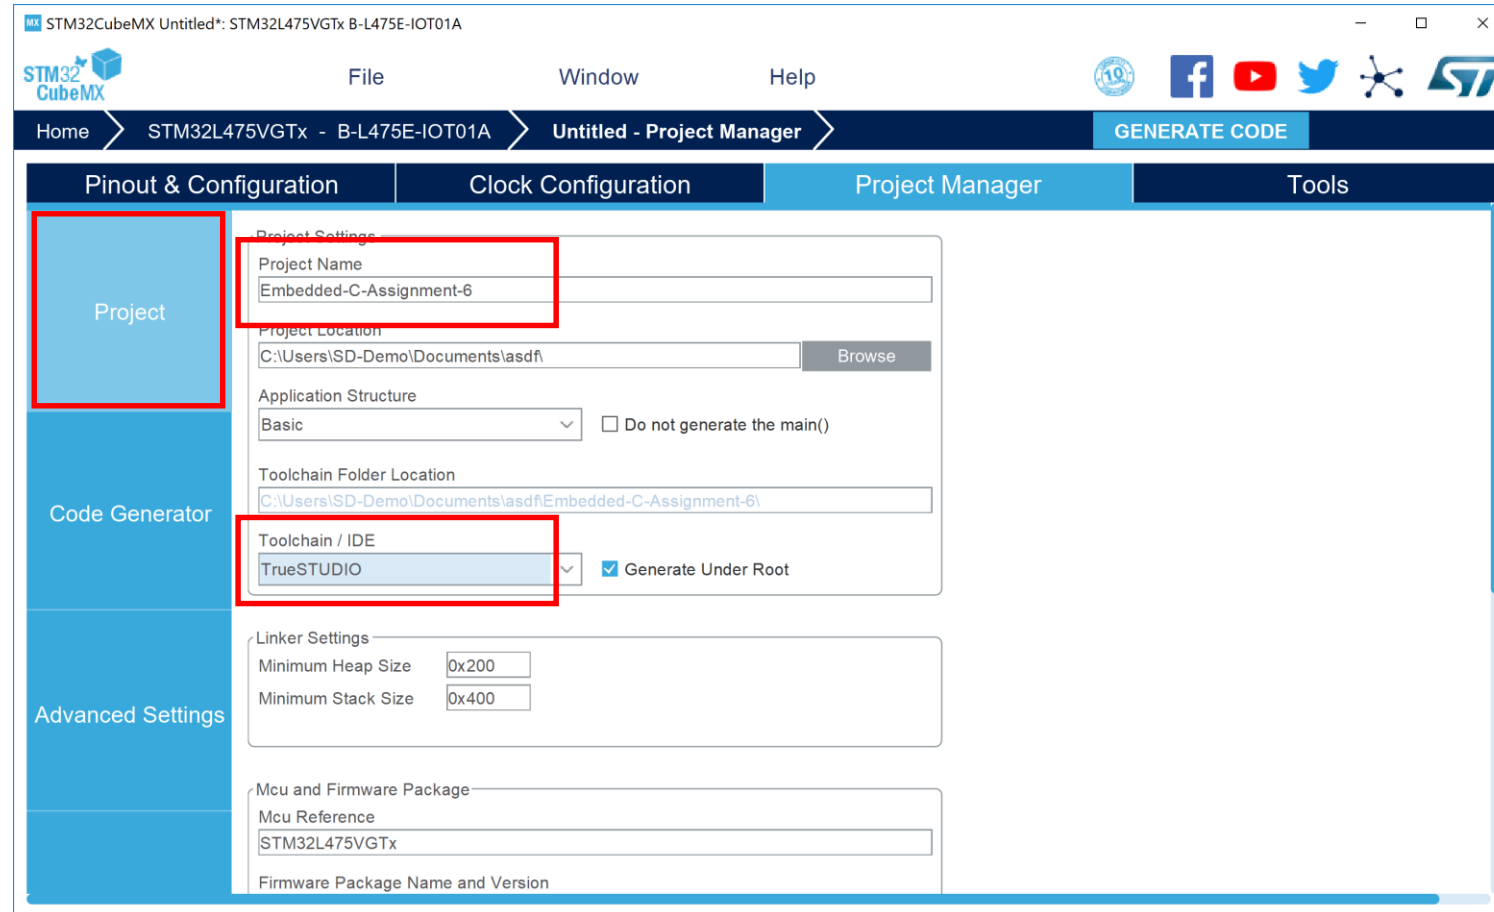 MX STM32CubeMX Untitled*: STM32L475VGTx B-L475E-IOT01A
STM32
CubeMX
File Window Help
10
ST
Home STM32L475VGTx - B-L475E-IOT01A Untitled - Project Manager GENERATE CODE
Pinout & Configuration Clock Configuration Project Manager Tools
Project
Code Generator
Advanced Settings
Project Settings
Project Name
Embedded-C-Assignment-6
Project Location
C:\Users\SD-Demo\Documents\asdf\ Browse
Application Structure
Basic Do not generate the main()
Toolchain Folder Location
C:\Users\SD-Demo\Documents\asdf\Embedded-C-Assignment-6\
Toolchain / IDE
TrueSTUDIO Generate Under Root
Linker Settings
Minimum Heap Size 0x200
Minimum Stack Size 0x400
Mcu and Firmware Package
Mcu Reference
STM32L475VGTx
Firmware Package Name and Version